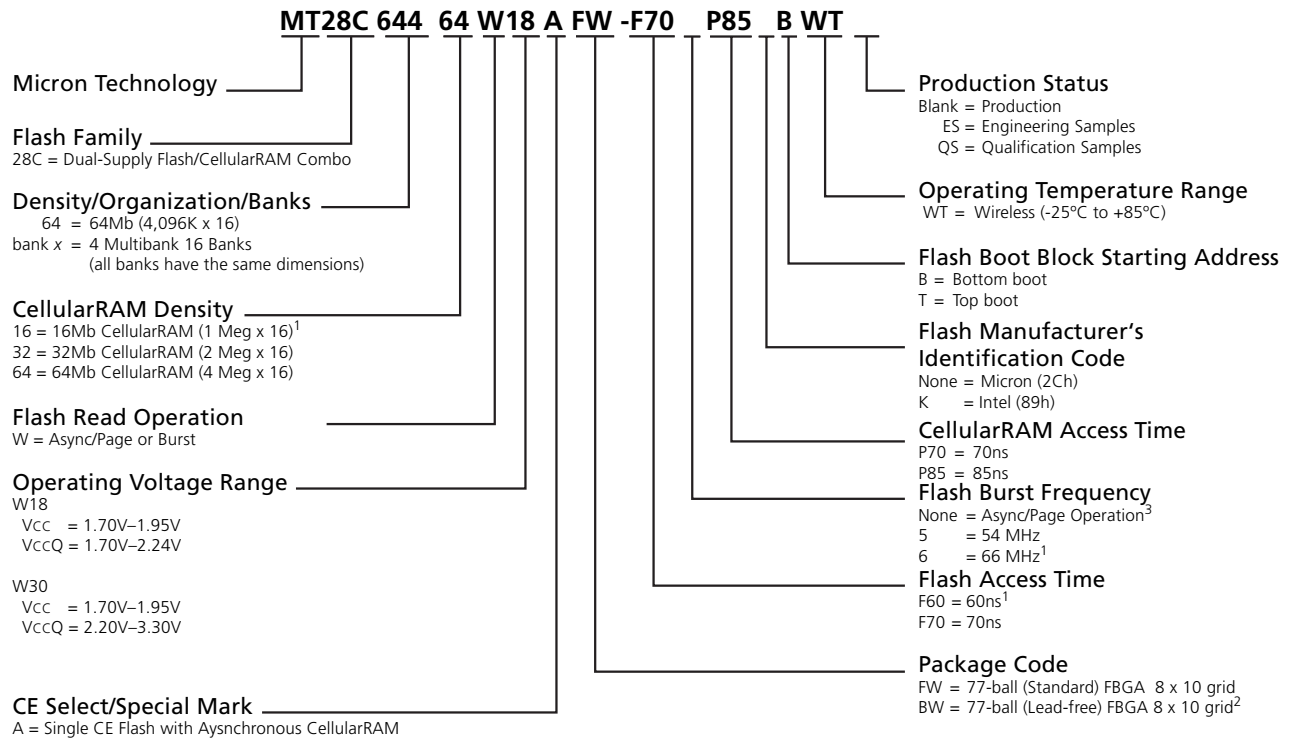 MT28C 644 64 W18 A FW -F70 P85 B WT
Micron Technology
Flash Family
28C = Dual-Supply Flash/CellularRAM Combo
Density/Organization/Banks
64 = 64Mb (4,096K x 16)
bank x = 4 Multibank 16 Banks
(all banks have the same dimensions)
CellularRAM Density
16 = 16Mb CellularRAM (1 Meg x 16)1
32 = 32Mb CellularRAM (2 Meg x 16)
64 = 64Mb CellularRAM (4 Meg x 16)
Flash Read Operation
W = Async/Page or Burst
Operating Voltage Range
W18
VCC = 1.70V–1.95V
VCCQ = 1.70V–2.24V
W30
VCC = 1.70V–1.95V
VCCQ = 2.20V–3.30V
CE Select/Special Mark
A = Single CE Flash with Aysnchronous CellularRAM
Production Status
Blank = Production
ES = Engineering Samples
QS = Qualification Samples
Operating Temperature Range
WT = Wireless (-25ºC to +85ºC)
Flash Boot Block Starting Address
B = Bottom boot
T = Top boot
Flash Manufacturer's
Identification Code
None = Micron (2Ch)
K = Intel (89h)
CellularRAM Access Time
P70 = 70ns
P85 = 85ns
Flash Burst Frequency
None = Async/Page Operation3
5 = 54 MHz
6 = 66 MHz1
Flash Access Time
F60 = 60ns1
F70 = 70ns
Package Code
FW = 77-ball (Standard) FBGA 8 x 10 grid
BW = 77-ball (Lead-free) FBGA 8 x 10 grid2